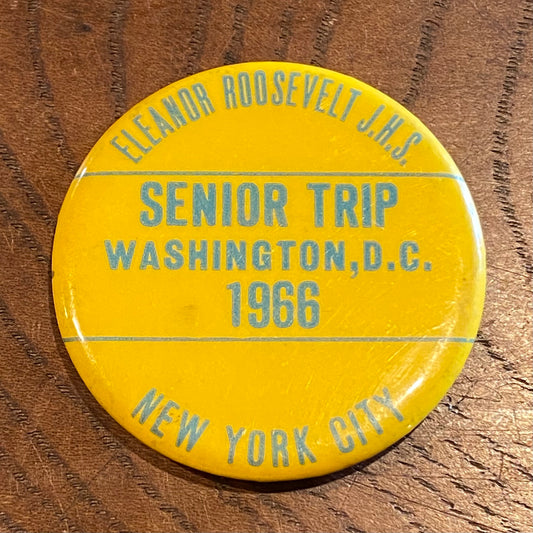 ELEANOR ROOSEVELT J.H.S.
SENIOR TRIP
WASHINGTON, D.C.
1966
NEW YORK CITY